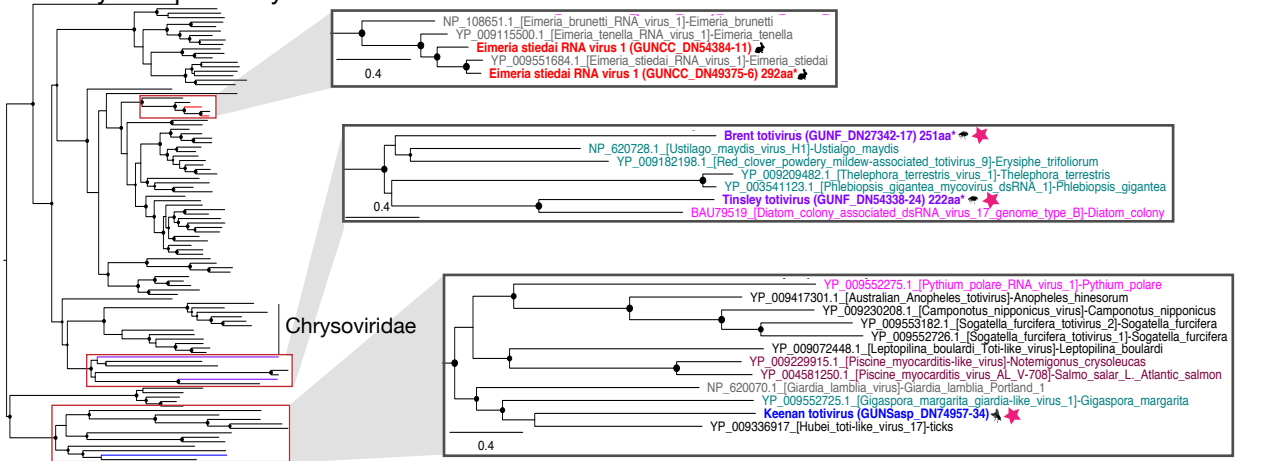 NP_108651.1_[Eimeria_brunetti_RNA_virus_1]-Eimeria_brunetti
YP_009115500.1_[Eimeria_tenella_RNA_virus_1]-Eimeria_tenella
Eimeria stiedai RNA virus 1 (GUNCC_DN54384-11)
YP_009551684.1_[Eimeria_stiedai_RNA_virus_1]-Eimeria_stiedai
Eimeria stiedai RNA virus 1 (GUNCC_DN49375-6) 292aa*
0.4
Brent totivirus (GUNF_DN27342-17) 251aa*
NP_620728.1_[Ustilago_maydis_virus_H1]-Ustialgo_maydis
YP_009182198.1_[Red_clover_powdery_mildew-associated_totivirus_9]-Erysiphe_trifoliorum
YP_009209482.1_[Thelephora_terrestris_virus_1]-Thelephora_terrestris
YP_003541123.1_[Phlebiopsis_gigantea_mycovirus_dsRNA_1]-Phlebiopsis_gigantea
Tinsley totivirus (GUNF_DN54338-24) 222aa*
BAU79519_[Diatom_colony_associated_dsRNA_virus_17_genome_type_B]-Diatom_colony
0.4
Chrysoviridae
YP_009552275.1_[Pythium_polare_RNA_virus_1]-Pythium_polare
YP_009417301.1_[Australian_Anopheles_totivirus]-Anopheles_hinesorum
YP_009230208.1_[Camponotus_nipponicus_virus]-Camponotus_nipponicus
YP_009553182.1_[Sogatella_furcifera_totivirus_2]-Sogatella_furcifera
YP_009552726.1_[Sogatella_furcifera_totivirus_1]-Sogatella_furcifera
YP_009072448.1_[Leptopilina_boulardi_Toti-like_virus]-Leptopilina_boulardi
YP_009229915.1_[Piscine_myocarditis-like_virus]-Notemigonus_crysoleucas
YP_004581250.1_[Piscine_myocarditis_virus_AL_V-708]-Salmo_salar_L._Atlantic_salmon
NP_620070.1_[Giardia_lamblia_virus]-Giardia_lamblia_Portland_1
YP_009552725.1_[Gigaspora_margarita_giardia-like_virus_1]-Gigaspora_margarita
Keenan totivirus (GUNSasp_DN74957-34)
YP_009336917_[Hubei_toti-like_virus_17]-ticks
0.4